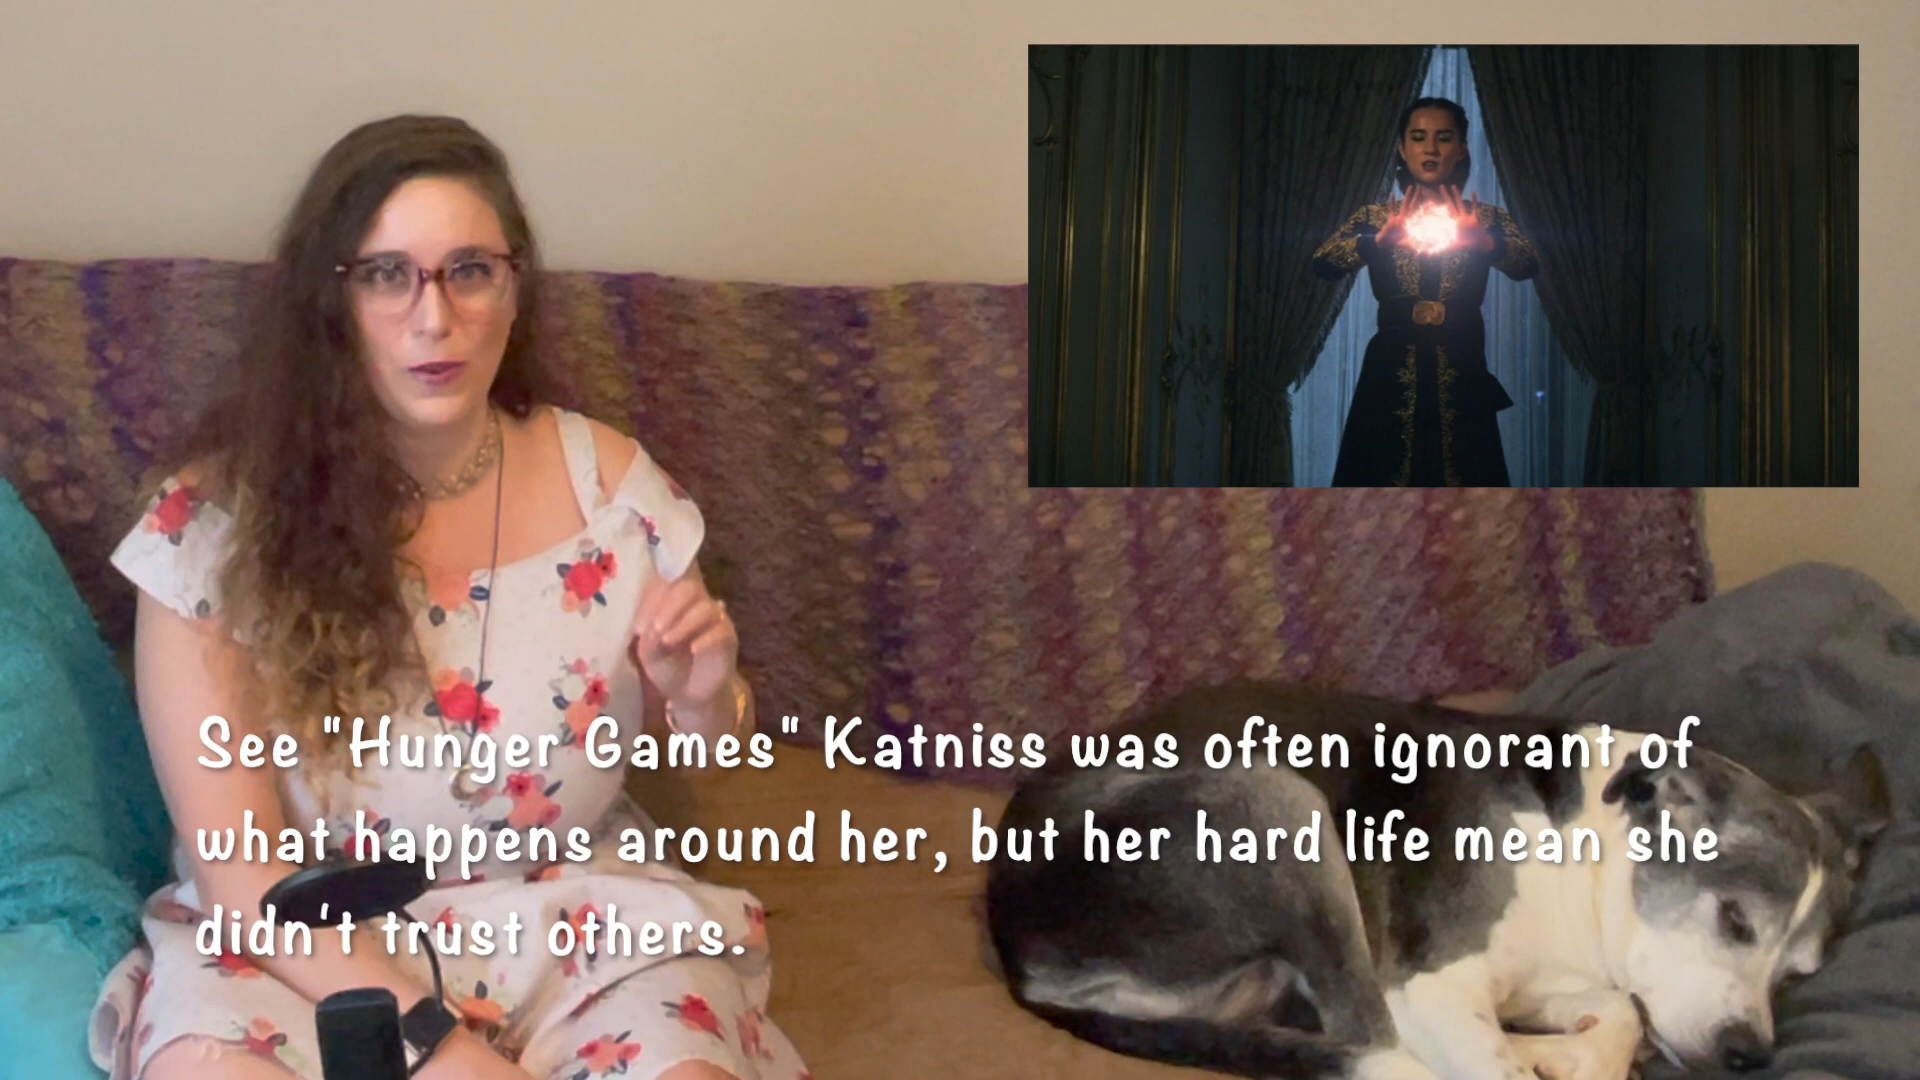 See "Hunger Games" Katniss was often ignorant of
what happens around her, but her hard life mean she
didn't trust others.